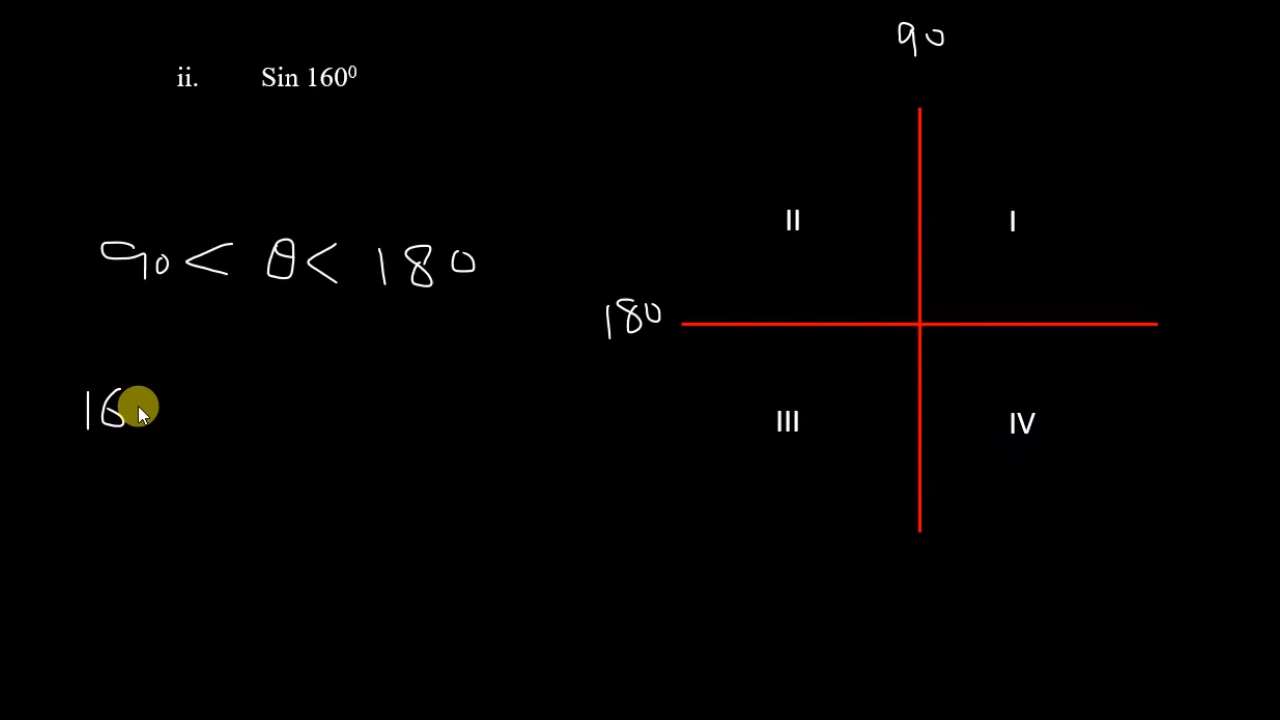 90
ii. Sin 160⁰
II I
90 < θ < 180
180
16
III IV